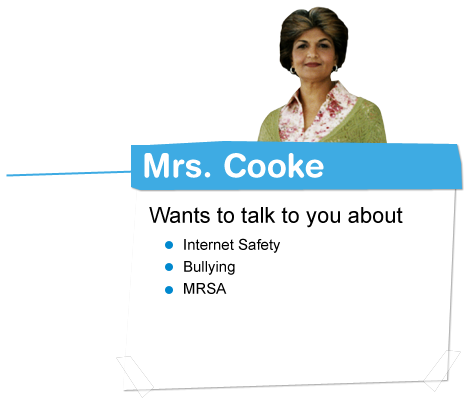 Mrs. Cooke
Wants to talk to you about
Internet Safety
Bullying
MRSA